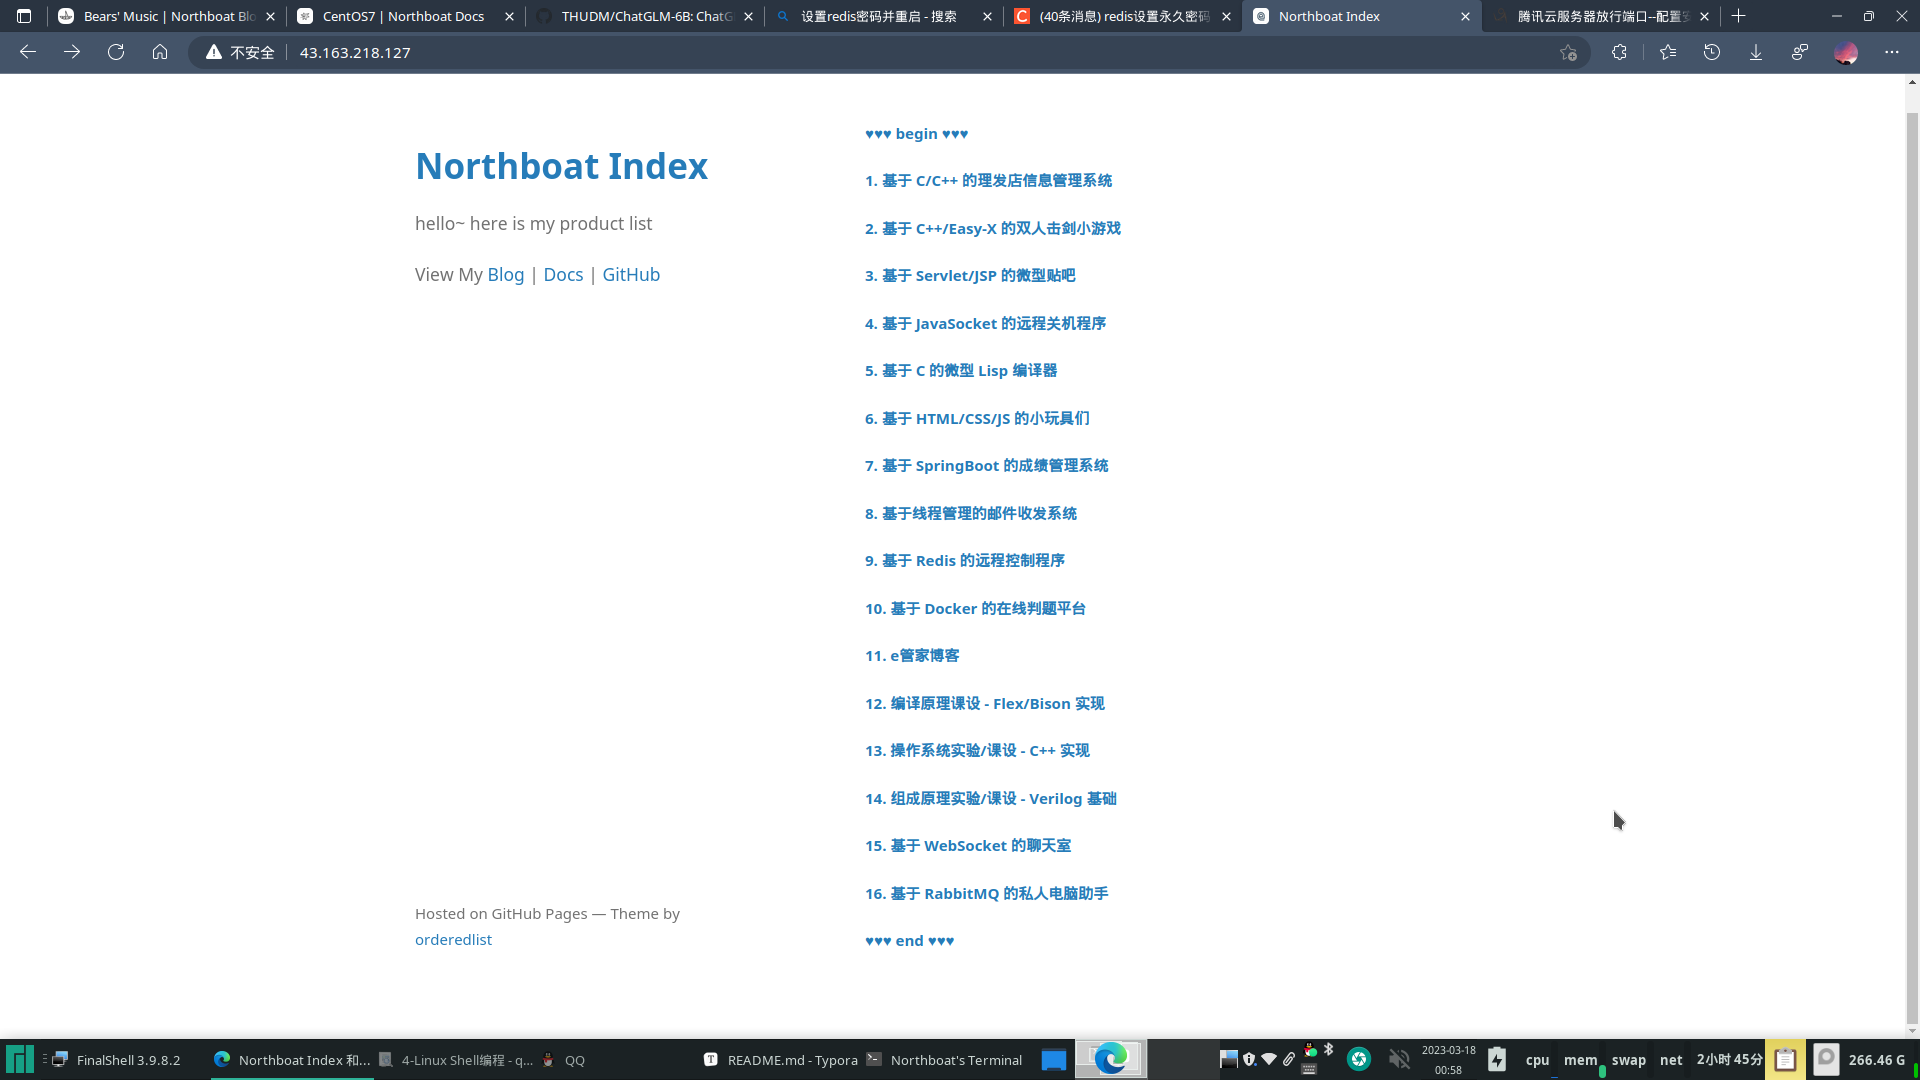 Bears' Music | Northboat Blo
CentOS7 | Northboat Docs
THUDM/ChatGLM-6B: ChatG
设置redis密码并重启 - 搜索
(40条消息) redis设置永久密码
Northboat Index
腾讯云服务器放行端口--配置安
不安全
43.163.218.127
Northboat Index
hello~ here is my product list
View My Blog | Docs | GitHub
♥♥♥ begin ♥♥♥
1. 基于 C/C++ 的理发店信息管理系统
2. 基于 C++/Easy-X 的双人击剑小游戏
3. 基于 Servlet/JSP 的微型贴吧
4. 基于 JavaSocket 的远程关机程序
5. 基于 C 的微型 Lisp 编译器
6. 基于 HTML/CSS/JS 的小玩具们
7. 基于 SpringBoot 的成绩管理系统
8. 基于线程管理的邮件收发系统
9. 基于 Redis 的远程控制程序
10. 基于 Docker 的在线判题平台
11. e管家博客
12. 编译原理课设 - Flex/Bison 实现
13. 操作系统实验/课设 - C++ 实现
14. 组成原理实验/课设 - Verilog 基础
15. 基于 WebSocket 的聊天室
16. 基于 RabbitMQ 的私人电脑助手
♥♥♥ end ♥♥♥
Hosted on GitHub Pages — Theme by
orderedlist
FinalShell 3.9.8.2
Northboat Index 和...
4-Linux Shell编程 - q...
QQ
README.md - Typora
Northboat's Terminal
2023-03-18
00:58
cpu
mem
swap
net
2小时 45分
266.46 G